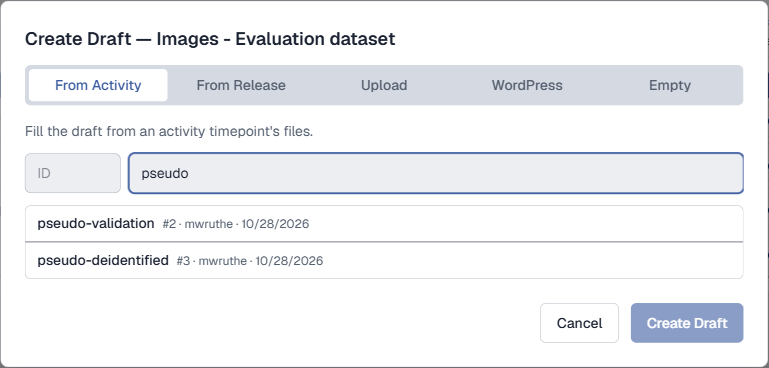 Create Draft — Images - Evaluation dataset
From Activity From Release Upload WordPress Empty
Fill the draft from an activity timepoint's files.
ID pseudo
pseudo-validation #2 · mwruthe · 10/28/2026
pseudo-deidentified #3 · mwruthe · 10/28/2026
Cancel Create Draft